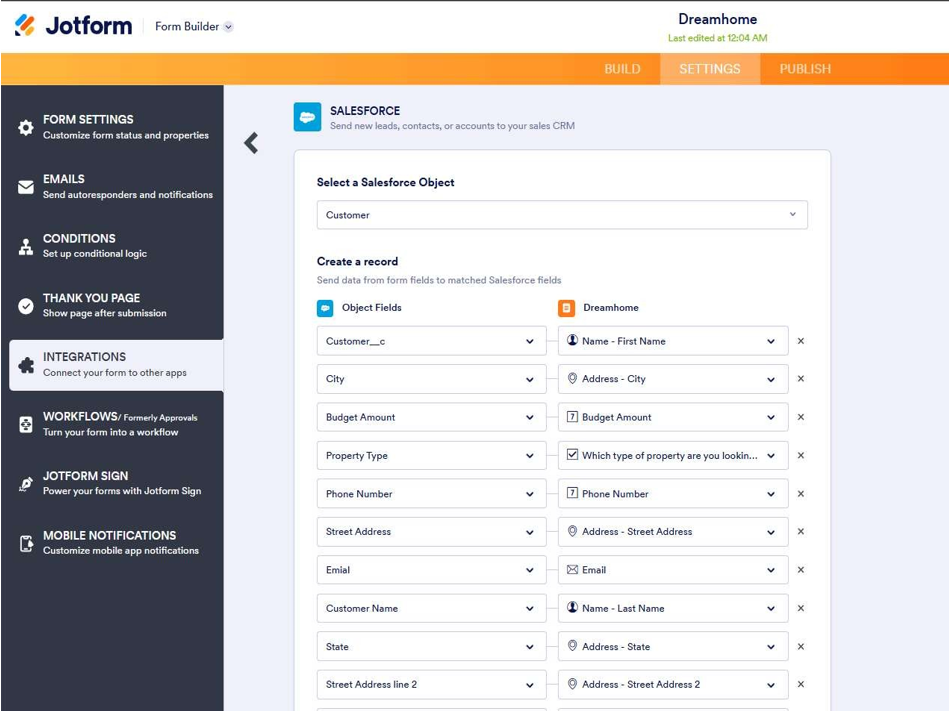 Jotform
Form Builder
Dreamhome
Last edited at 12:04 AM
BUILD
SETTINGS
PUBLISH
FORM SETTINGS
Customize form status and properties
EMAILS
Send autoresponders and notifications
CONDITIONS
Set up conditional logic
THANK YOU PAGE
Show page after submission
INTEGRATIONS
Connect your form to other apps
WORKFLOWS/ Formerly Approvals
Turn your form into a workflow
JOTFORM SIGN
Power your forms with Jotform Sign
MOBILE NOTIFICATIONS
Customize mobile app notifications
SALESFORCE
Send new leads, contacts, or accounts to your sales CRM
Select a Salesforce Object
Customer
Create a record
Send data from form fields to matched Salesforce fields
Object Fields Dreamhome
Customer__c Name - First Name
City Address - City
Budget Amount 7 Budget Amount
Property Type Which type of property are you lookin...
Phone Number 7 Phone Number
Street Address Address - Street Address
Emial Email
Customer Name Name - Last Name
State Address - State
Street Address line 2 Address - Street Address 2